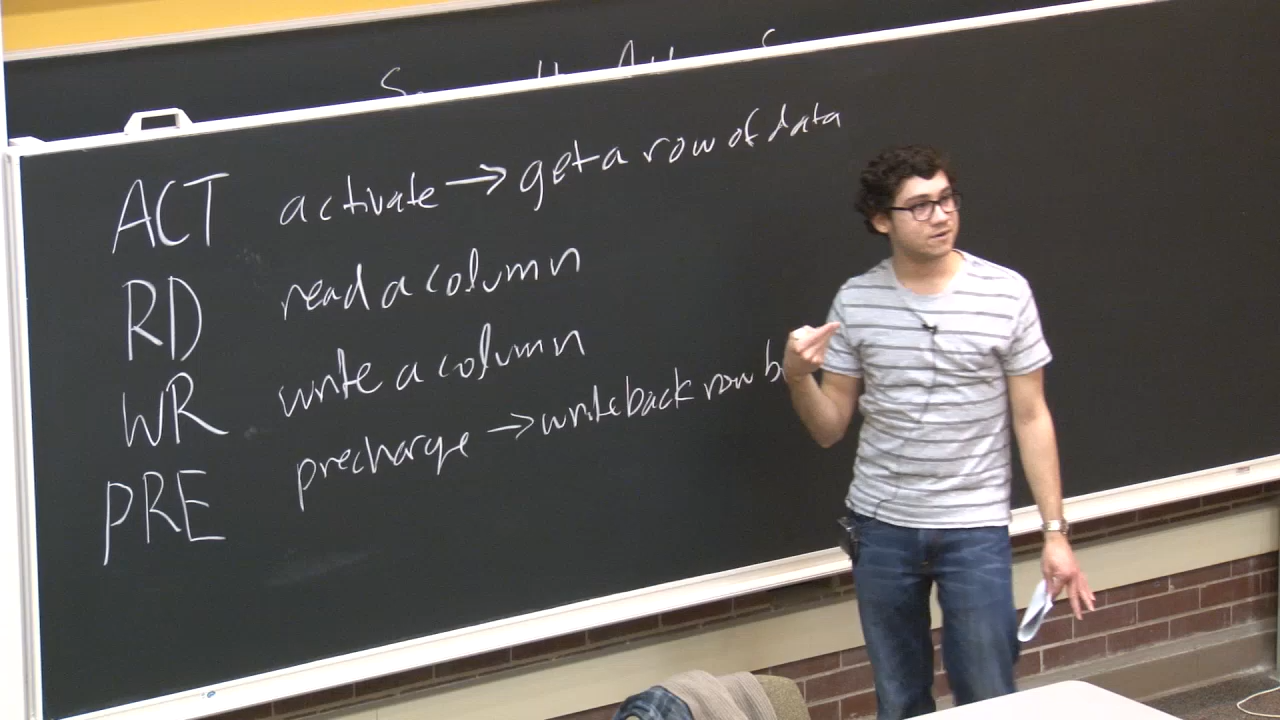 ACT activate → get a row of data
RD read a column
WR write a column
PRE precharge → write back row